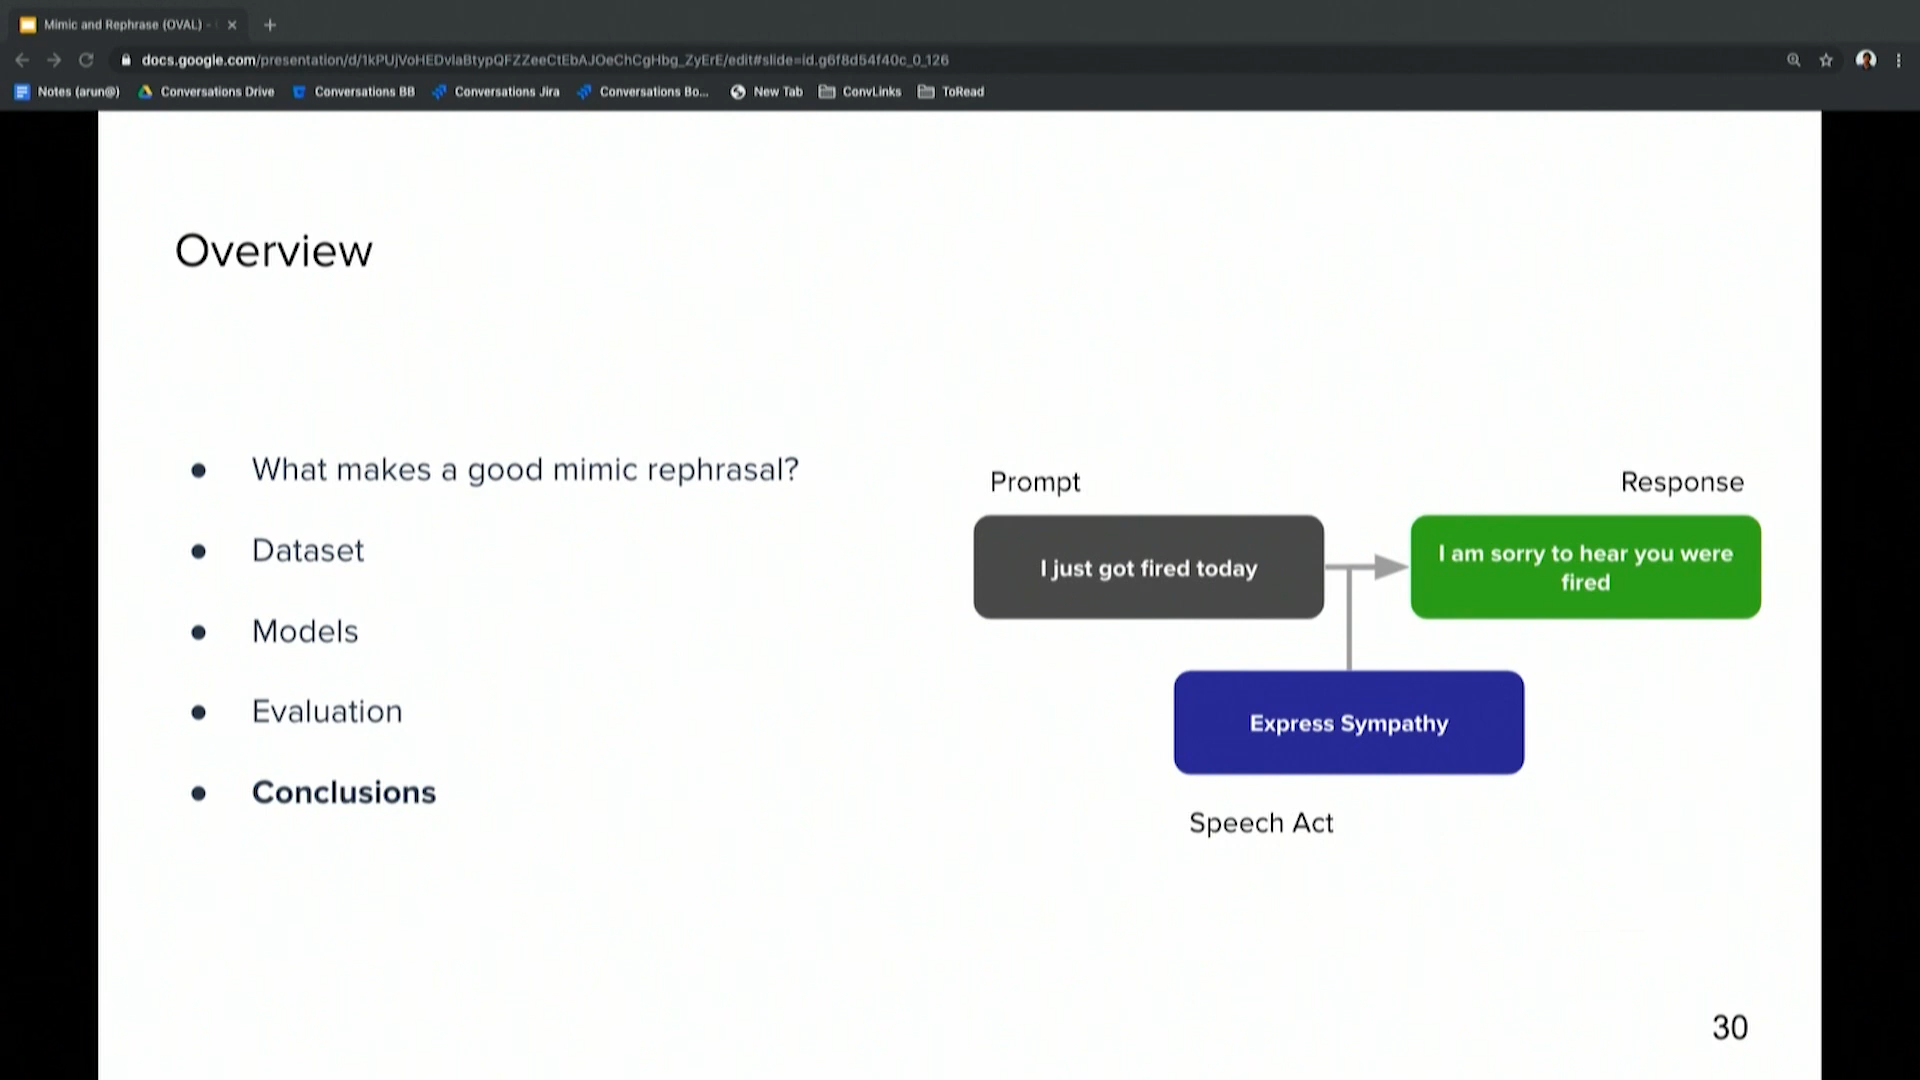 Mimic and Rephrase (OVAL) -
docs.google.com/presentation/d/1kPUjVoHEDvlaBtypQFZZeeCtEbAJOeChCgHbg_ZyErE/edit#slide=id.g6f8d54f40c_0_126
Notes (arun@)
Conversations Drive
Conversations BB
Conversations Jira
Conversations Bo...
New Tab
ConvLinks
ToRead
Overview
What makes a good mimic rephrasal?
Dataset
Models
Evaluation
Conclusions
Prompt
Response
I just got fired today
I am sorry to hear you were
fired
Express Sympathy
Speech Act
30